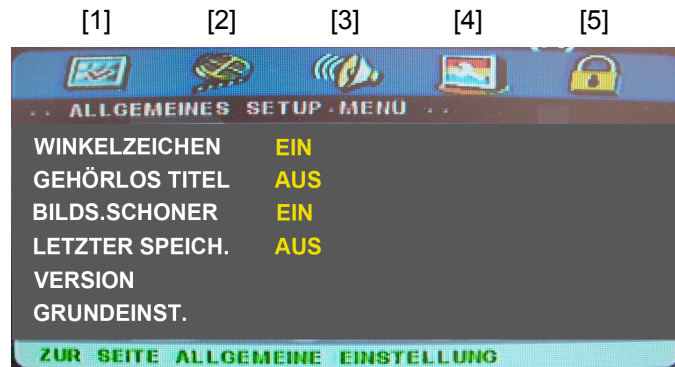 [1] [2] [3] [4] [5]
.. ALLGEMEINES SETUP-MENÜ ..
WINKELZEICHEN EIN
GEHÖRLOS TITEL AUS
BILDS.SCHONER EIN
LETZTER SPEICH. AUS
VERSION
GRUNDEINST.
ZUR SEITE ALLGEMEINE EINSTELLUNG